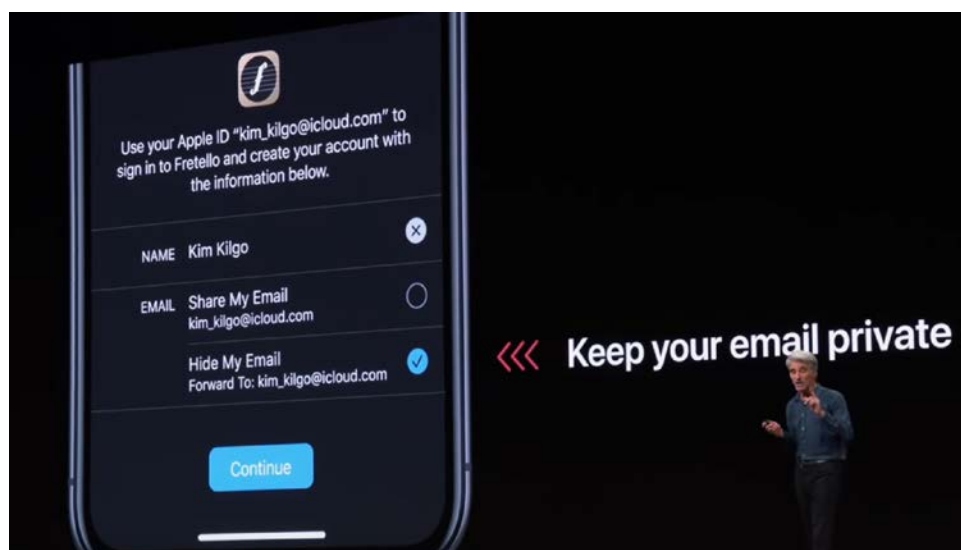 Use your Apple ID “kim_kilgo@icloud.com” to
sign in to Fretello and create your account with
the information below.
NAME Kim Kilgo
EMAIL Share My Email
kim_kilgo@icloud.com
Hide My Email
Forward To: kim_kilgo@icloud.com
Continue
Keep your email private